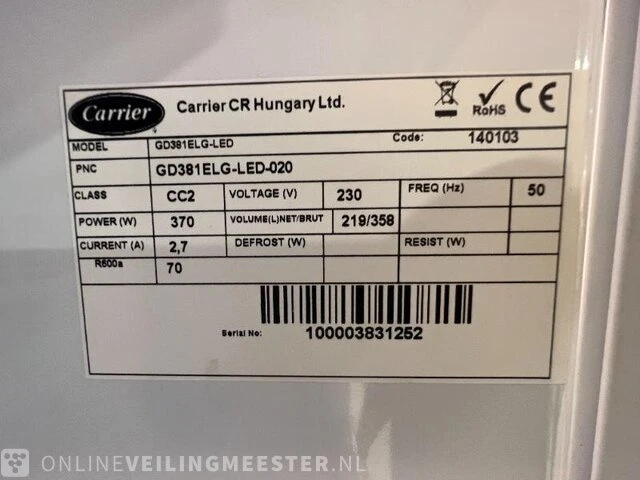 Carrier
Carrier CR Hungary Ltd.
RoHS
CE
MODEL GD381ELG-LED Code: 140103
PNC GD381ELG-LED-020
CLASS CC2 VOLTAGE (V) 230 FREQ (Hz) 50
POWER (W) 370 VOLUME(L)NET/BRUT 219/358
CURRENT (A) 2,7 DEFROST (W) RESIST (W)
R600a 70
Serial No: 100003831252
ONLINEVEILINGMEESTER.NL